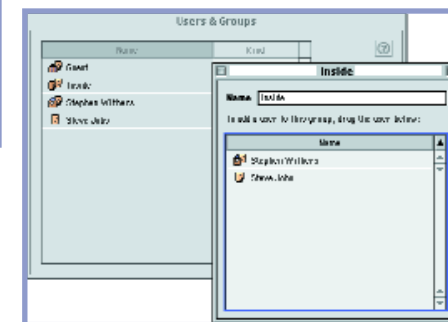 Users & Groups
Name Kind
Guest
Inside
Stephen Withers
Steve Jobs
Inside
Name Inside
To add a user to this group, drag the user below:
Name
Stephen Withers
Steve Jobs